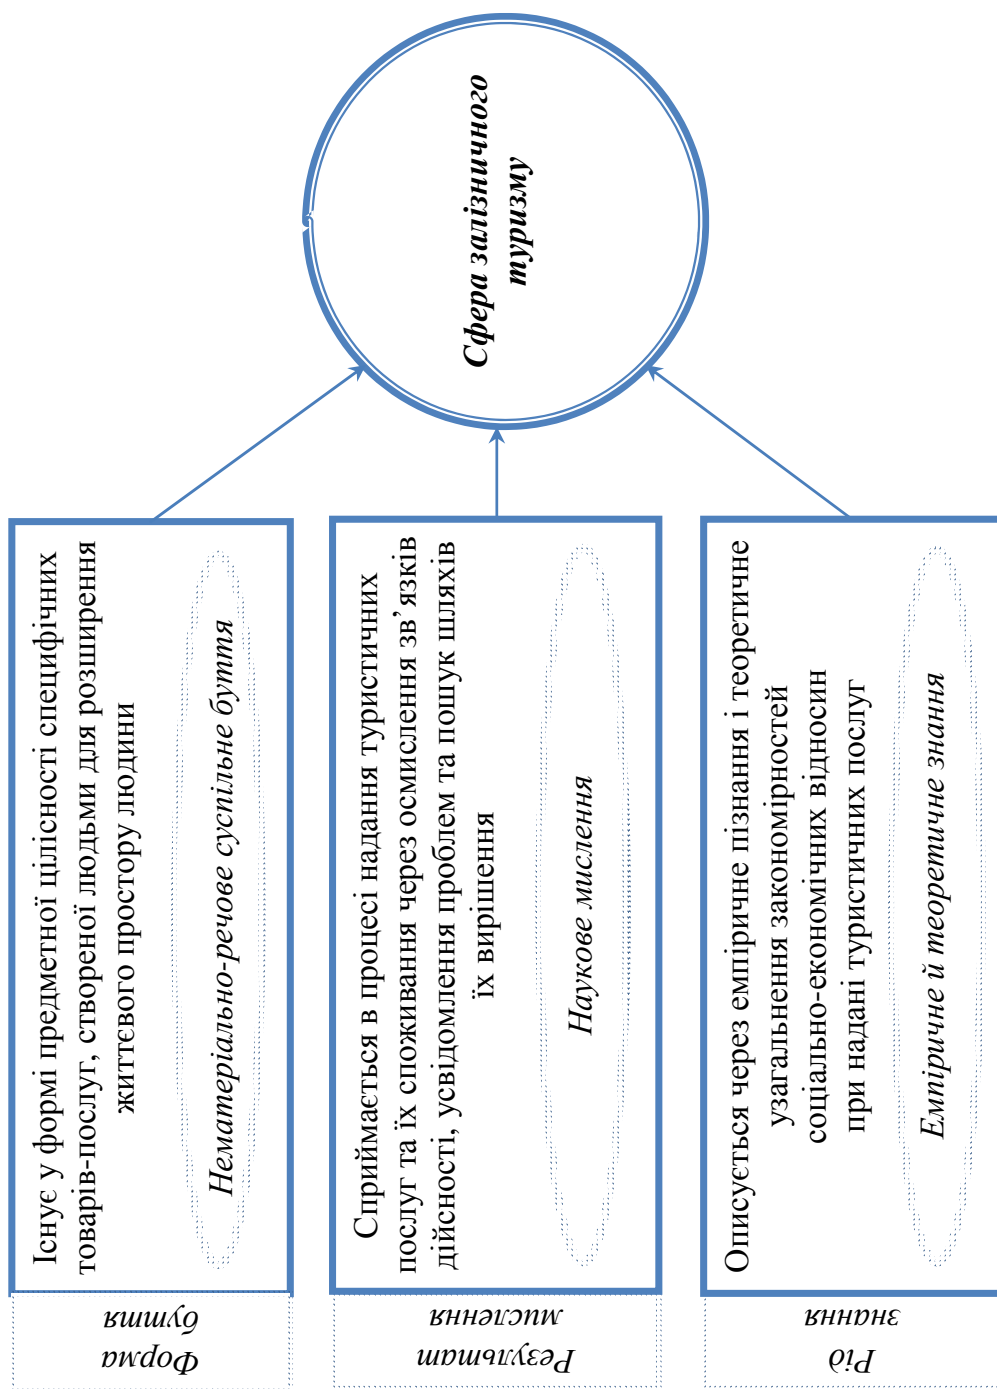 Форма
буття
Існує у формі предметної цілісності специфічних
товарів-послуг, створеної людьми для розширення
життєвого простору людини
Нематеріально-речове суспільне буття
Результат
мислення
Сприймається в процесі надання туристичних
послуг та їх споживання через осмислення зв’язків
дійсності, усвідомлення проблем та пошук шляхів
їх вирішення
Наукове мислення
Рід
знання
Описується через емпіричне пізнання і теоретичне
узагальнення закономірностей
соціально-економічних відносин
при надані туристичних послуг
Емпіричне й теоретичне знання
Сфера залізничного
туризму